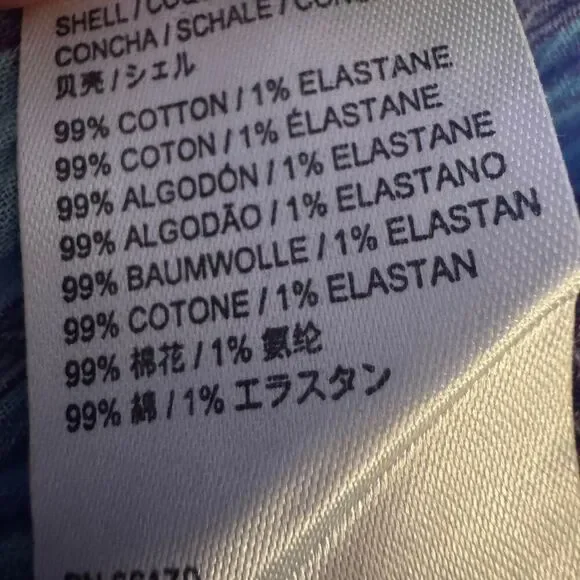 SHELL /
CONCHA / SCHALE /
贝壳 / シェル
99% COTTON / 1% ELASTANE
99% COTON / 1% ÉLASTANE
99% ALGODÓN / 1% ELASTANE
99% ALGODÃO / 1% ELASTANO
99% BAUMWOLLE / 1% ELASTAN
99% COTONE / 1% ELASTAN
99% 棉花 / 1% 氨纶
99% 綿 / 1% エラスタン